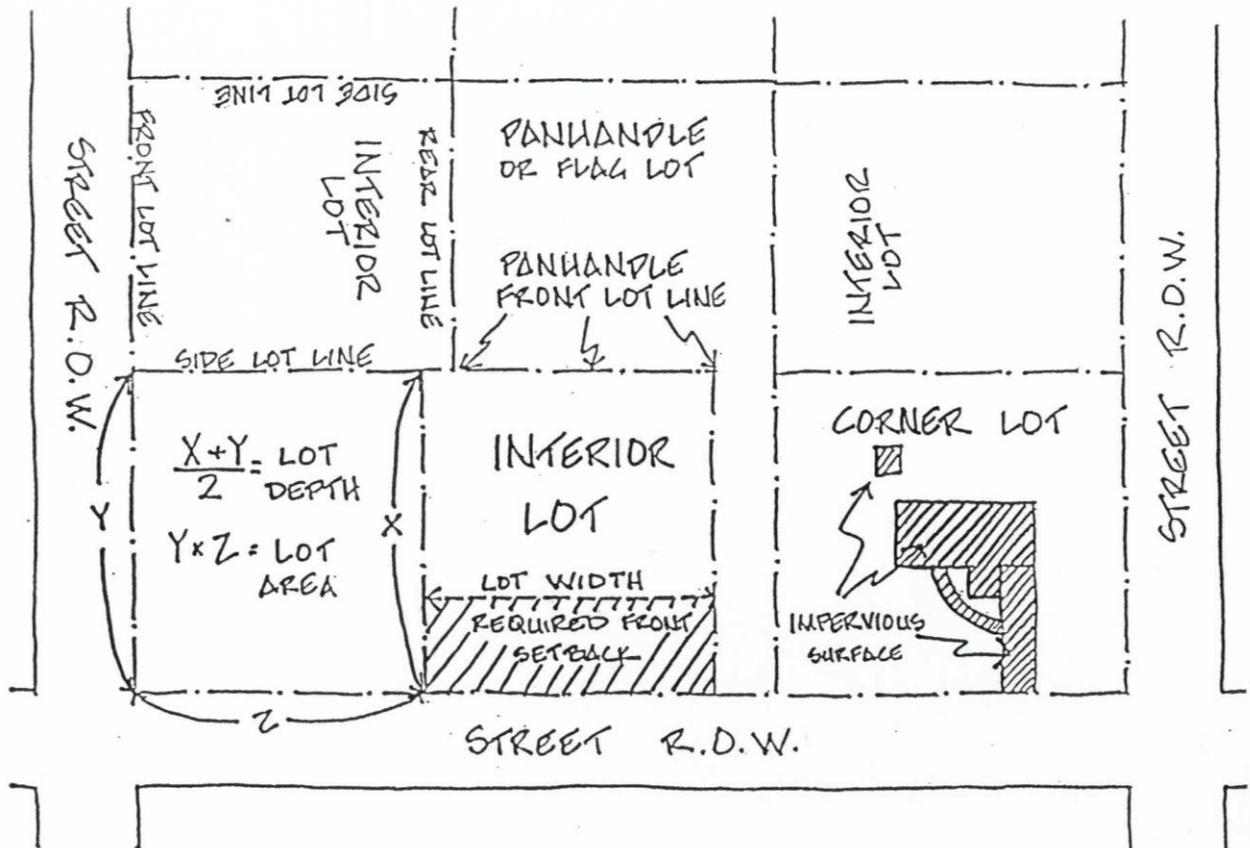 SIDE LOT LINE
STREET R.O.W.
FRONT LOT LINE
INTERIOR
LOT
REAR LOT LINE
PANHANDLE
OR FLAG LOT
PANHANDLE
FRONT LOT LINE
INTERIOR
LOT
STREET R.O.W.
SIDE LOT LINE
Y
X+Y
2
= LOT
DEPTH
Y×Z = LOT
AREA
X
Z
INTERIOR
LOT
LOT WIDTH
REQUIRED FRONT
SETBACK
CORNER LOT
IMPERVIOUS
SURFACE
STREET R.O.W.